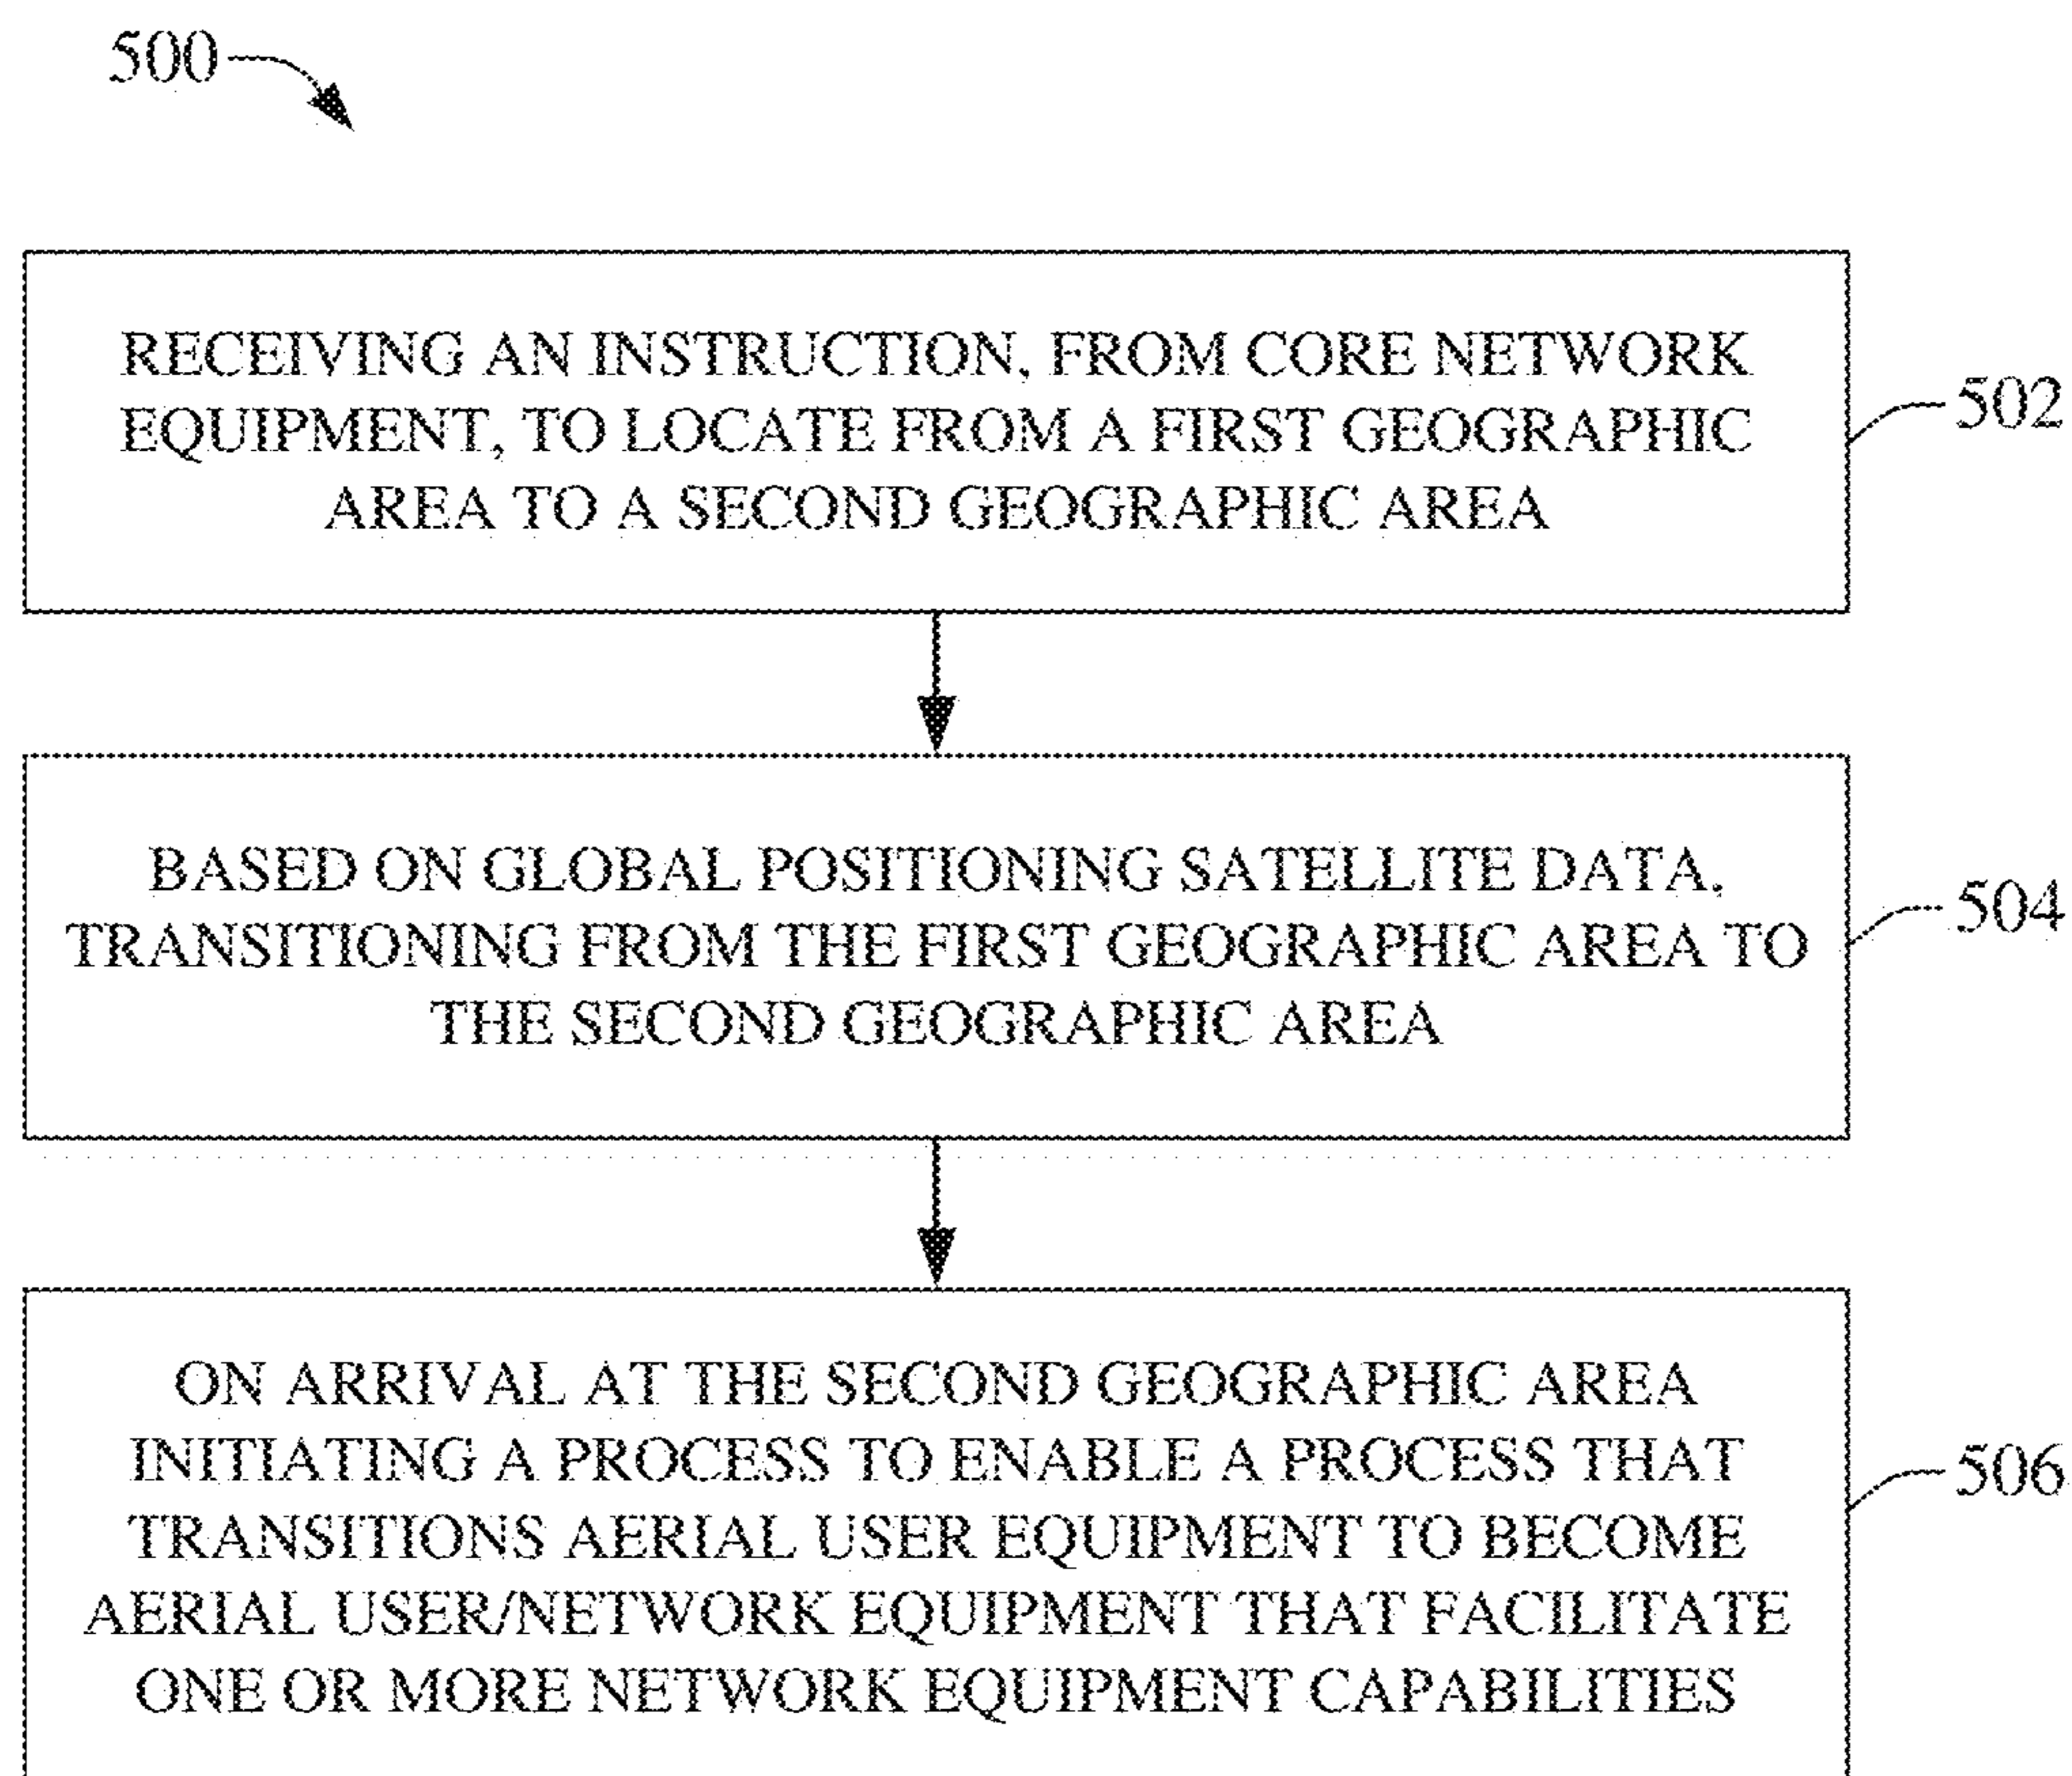 500
RECEIVING AN INSTRUCTION, FROM CORE NETWORK
EQUIPMENT, TO LOCATE FROM A FIRST GEOGRAPHIC
AREA TO A SECOND GEOGRAPHIC AREA
502
BASED ON GLOBAL POSITIONING SATELLITE DATA,
TRANSITIONING FROM THE FIRST GEOGRAPHIC AREA TO
THE SECOND GEOGRAPHIC AREA
504
ON ARRIVAL AT THE SECOND GEOGRAPHIC AREA
INITIATING A PROCESS TO ENABLE A PROCESS THAT
TRANSITIONS AERIAL USER EQUIPMENT TO BECOME
AERIAL USER/NETWORK EQUIPMENT THAT FACILITATE
ONE OR MORE NETWORK EQUIPMENT CAPABILITIES
506